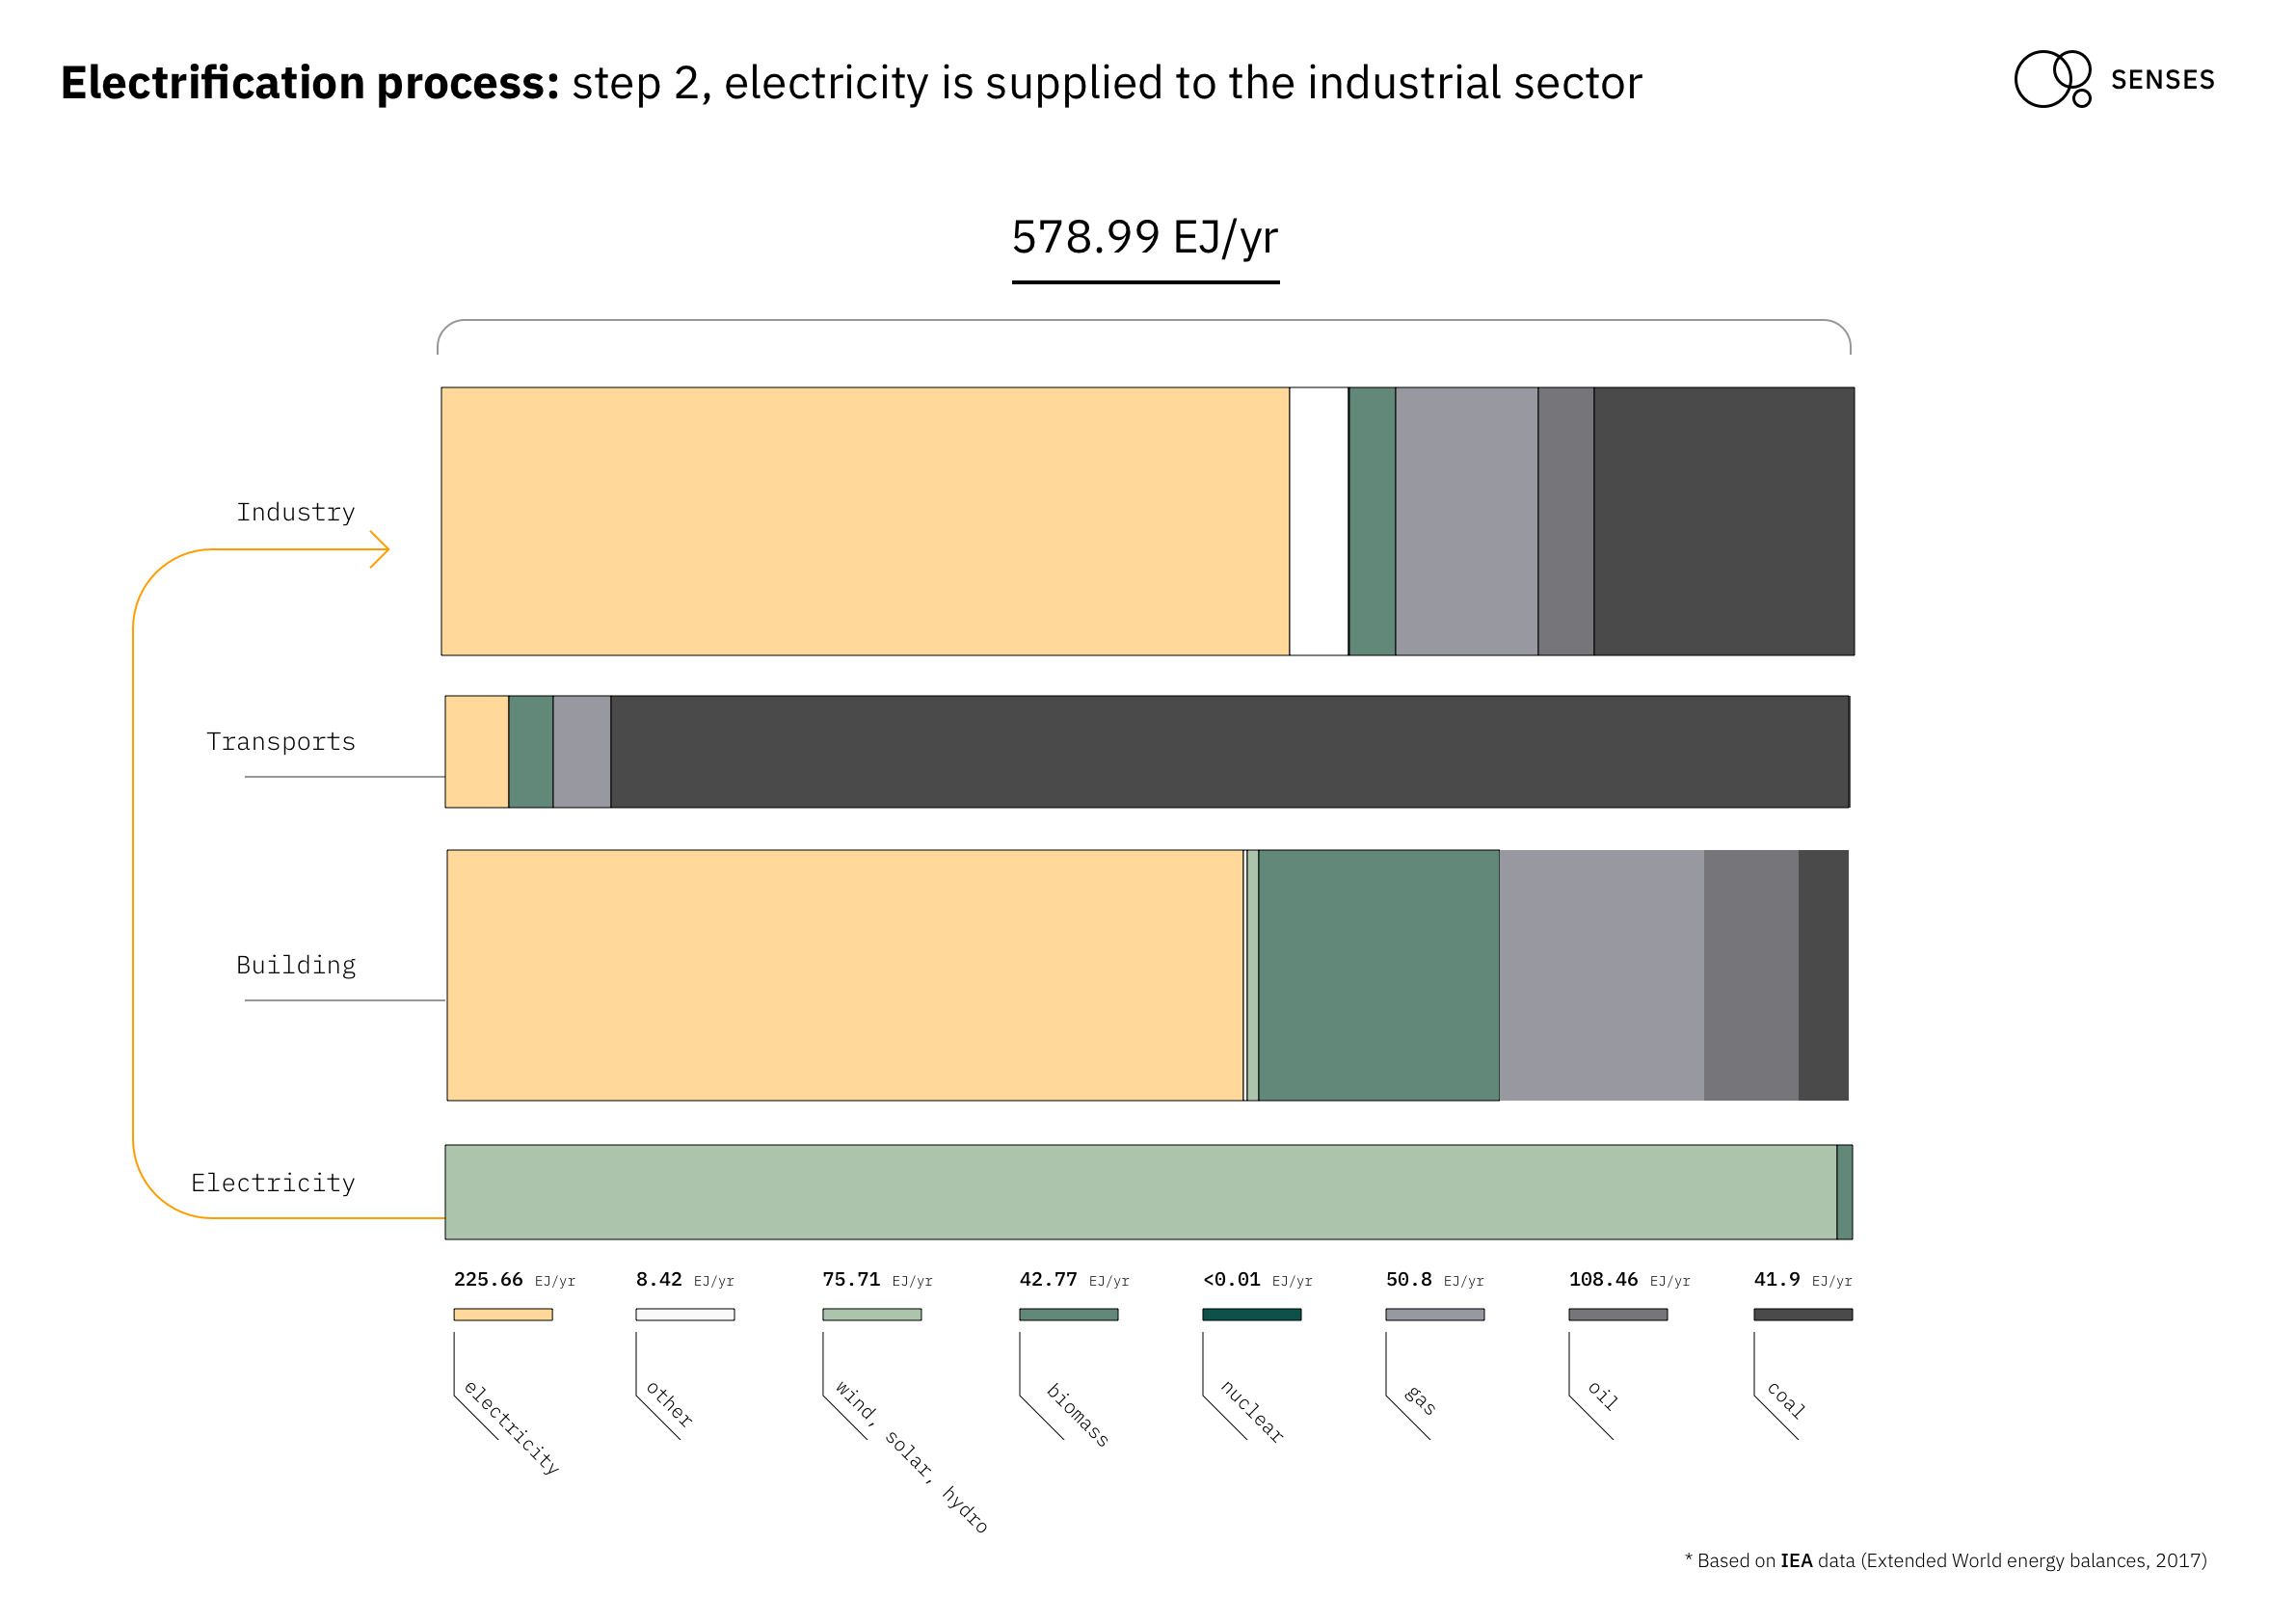 Electrification process: step 2, electricity is supplied to the industrial sector
SENSES
578.99 EJ/yr
Industry
Transports
Building
Electricity
225.66 EJ/yr
8.42 EJ/yr
75.71 EJ/yr
42.77 EJ/yr
<0.01 EJ/yr
50.8 EJ/yr
108.46 EJ/yr
41.9 EJ/yr
electricity
other
wind, solar, hydro
biomass
nuclear
gas
oil
coal
* Based on IEA data (Extended World energy balances, 2017)